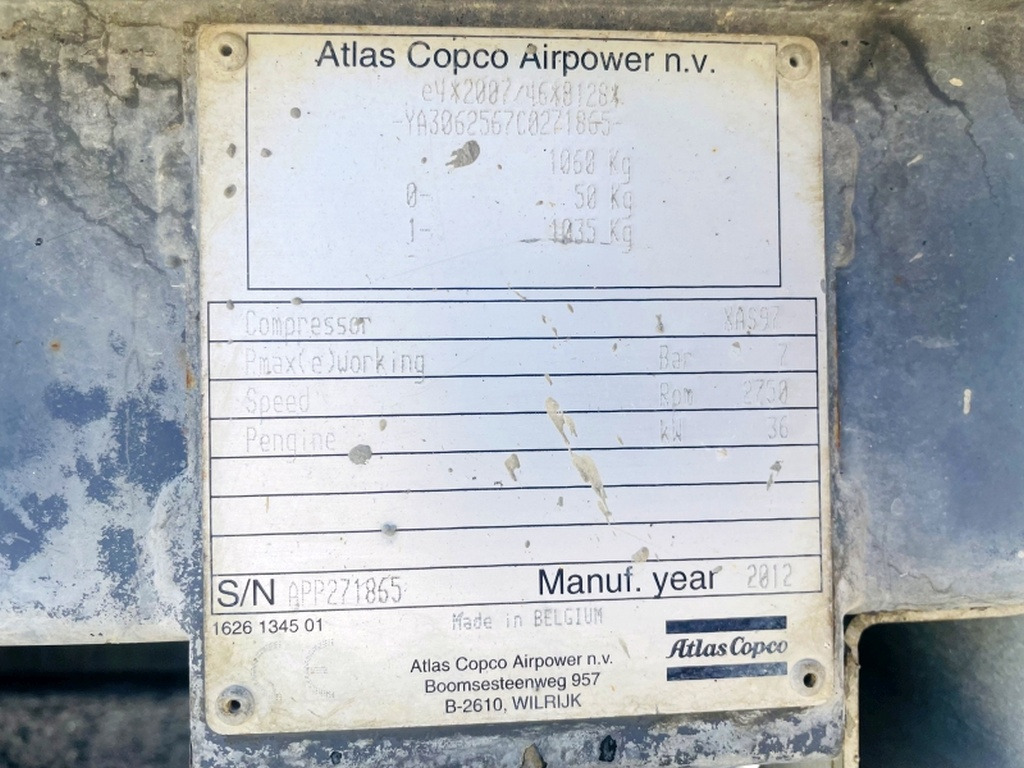 Atlas Copco Airpower n.v.
e4*2007/46*0128*
-YA3062567C0271865-
1060 Kg
0- 50 Kg
1- 1035 Kg
Compressor XAS97
Pmax(e)working Bar 7
Speed Rpm 2750
Pengine kW 36
S/N APP271865 Manuf. year 2012
1626 1345 01 Made in BELGIUM
CE
Atlas Copco Airpower n.v.
Boomsesteenweg 957
B-2610, WILRIJK
Atlas Copco